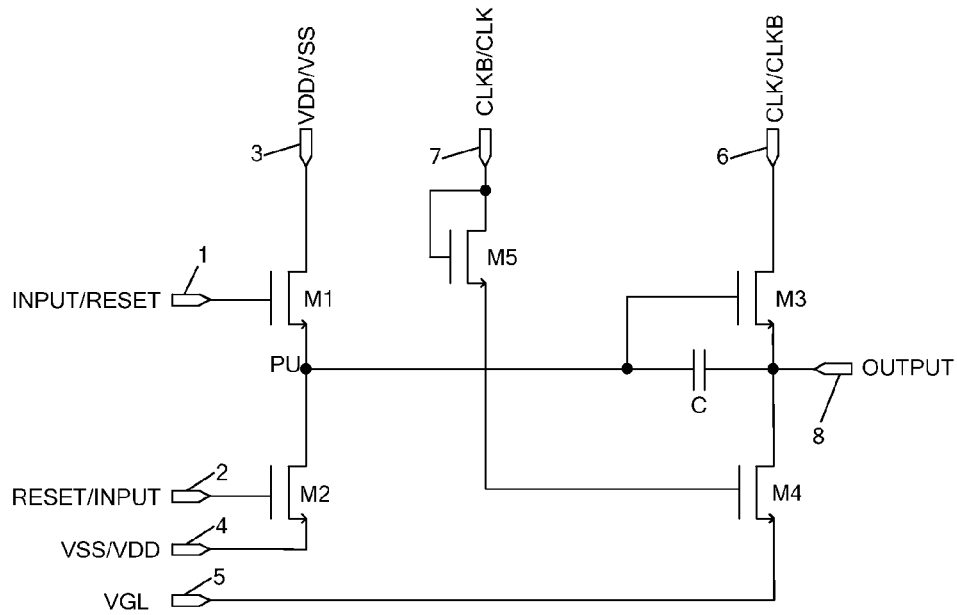 VDD/VSS
CLKB/CLK
CLK/CLKB
3
7
6
1
M5
INPUT/RESET
M1
M3
PU
OUTPUT
C
8
2
RESET/INPUT
M2
M4
4
VSS/VDD
5
VGL